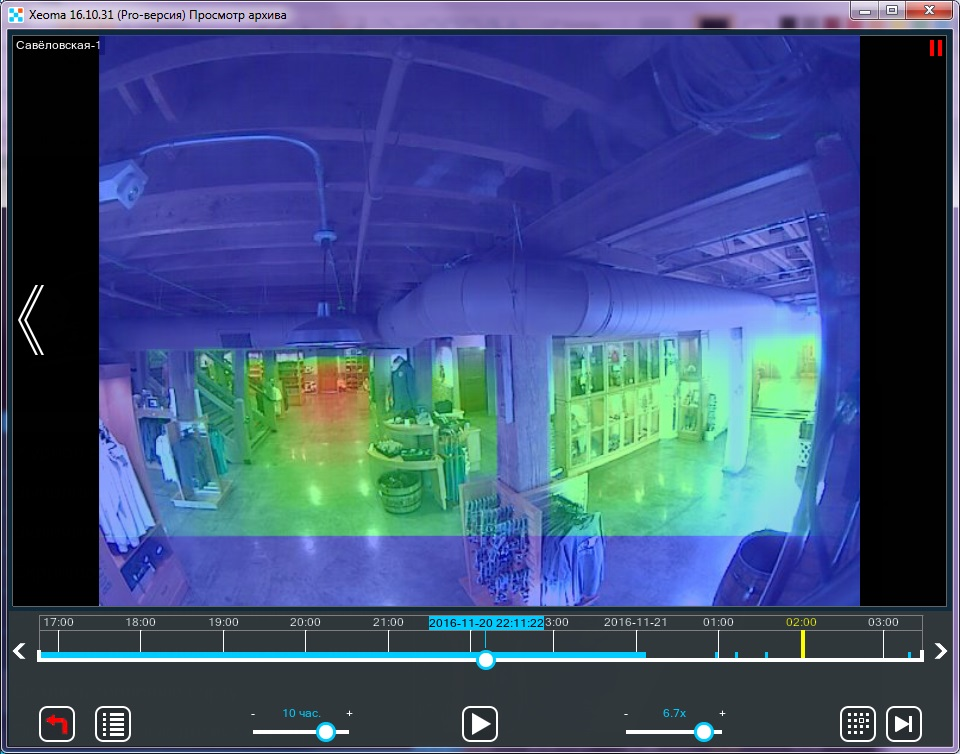 Xeoma 16.10.31 (Pro-версия) Просмотр архива
Савёловская-1
17:00 18:00 19:00 20:00 21:00 2016-11-20 22:11:22 3:00 2016-11-21 01:00 02:00 03:00
- 10 час. + - 6.7x +